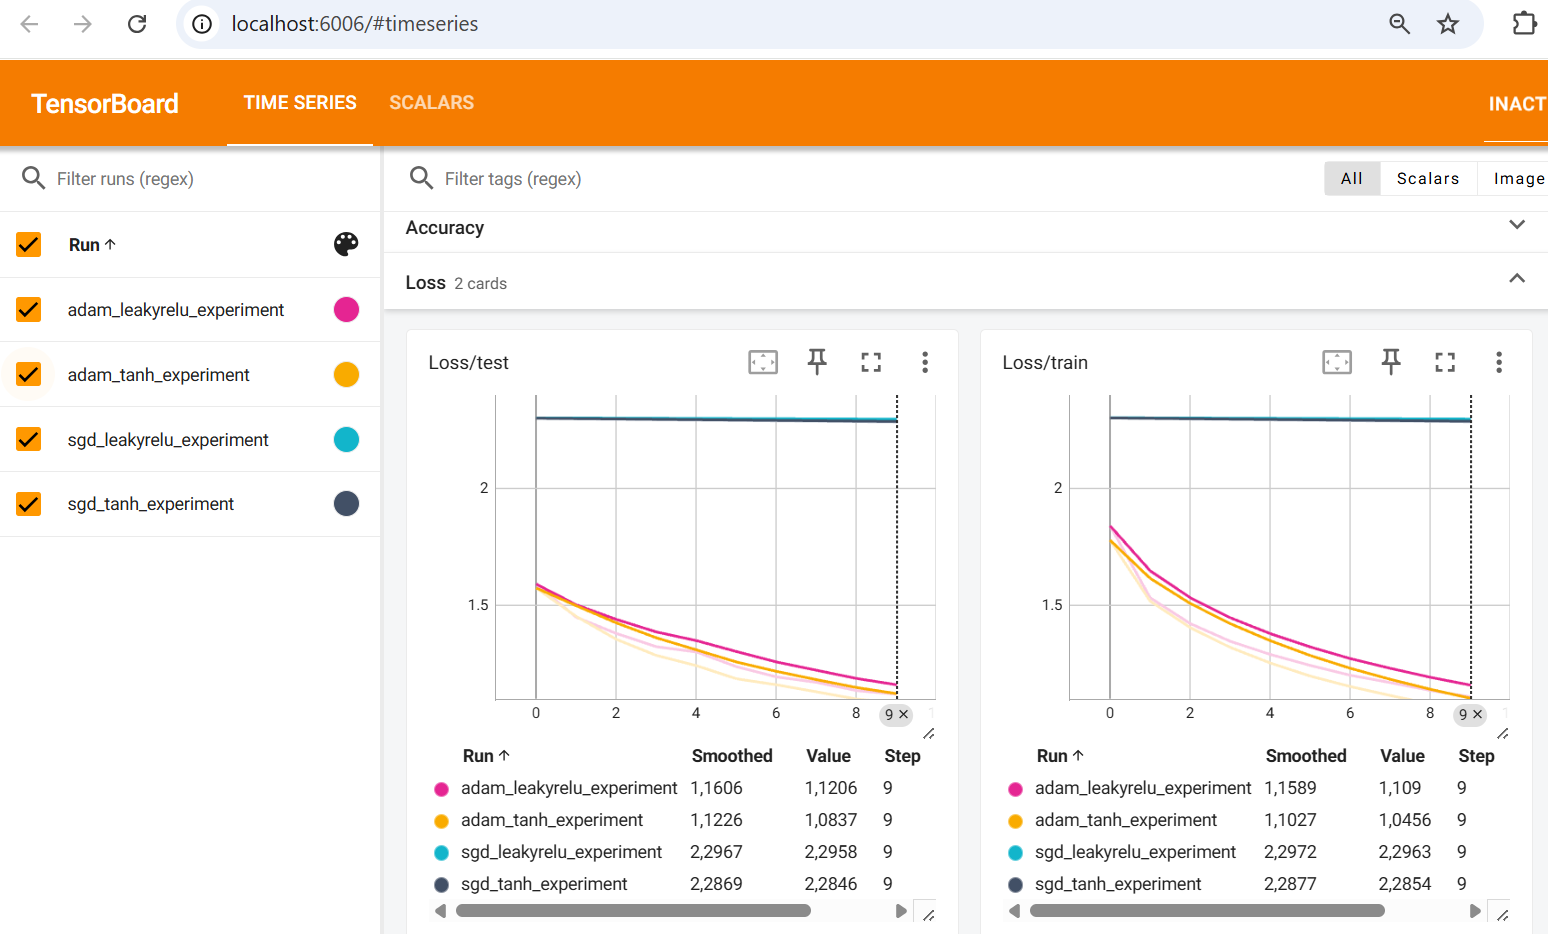 localhost:6006/#timeseries
TensorBoard
TIME SERIES
SCALARS
INACT
Filter runs (regex)
Run
adam_leakyrelu_experiment
adam_tanh_experiment
sgd_leakyrelu_experiment
sgd_tanh_experiment
Filter tags (regex)
All
Scalars
Image
Accuracy
Loss 2 cards
Loss/test
2
1.5
0 2 4 6 8 9 ×
Run ↑ Smoothed Value Step
adam_leakyrelu_experiment 1,1606 1,1206 9
adam_tanh_experiment 1,1226 1,0837 9
sgd_leakyrelu_experiment 2,2967 2,2958 9
sgd_tanh_experiment 2,2869 2,2846 9
Loss/train
2
1.5
0 2 4 6 8 9 ×
Run ↑ Smoothed Value Step
adam_leakyrelu_experiment 1,1589 1,109 9
adam_tanh_experiment 1,1027 1,0456 9
sgd_leakyrelu_experiment 2,2972 2,2963 9
sgd_tanh_experiment 2,2877 2,2854 9